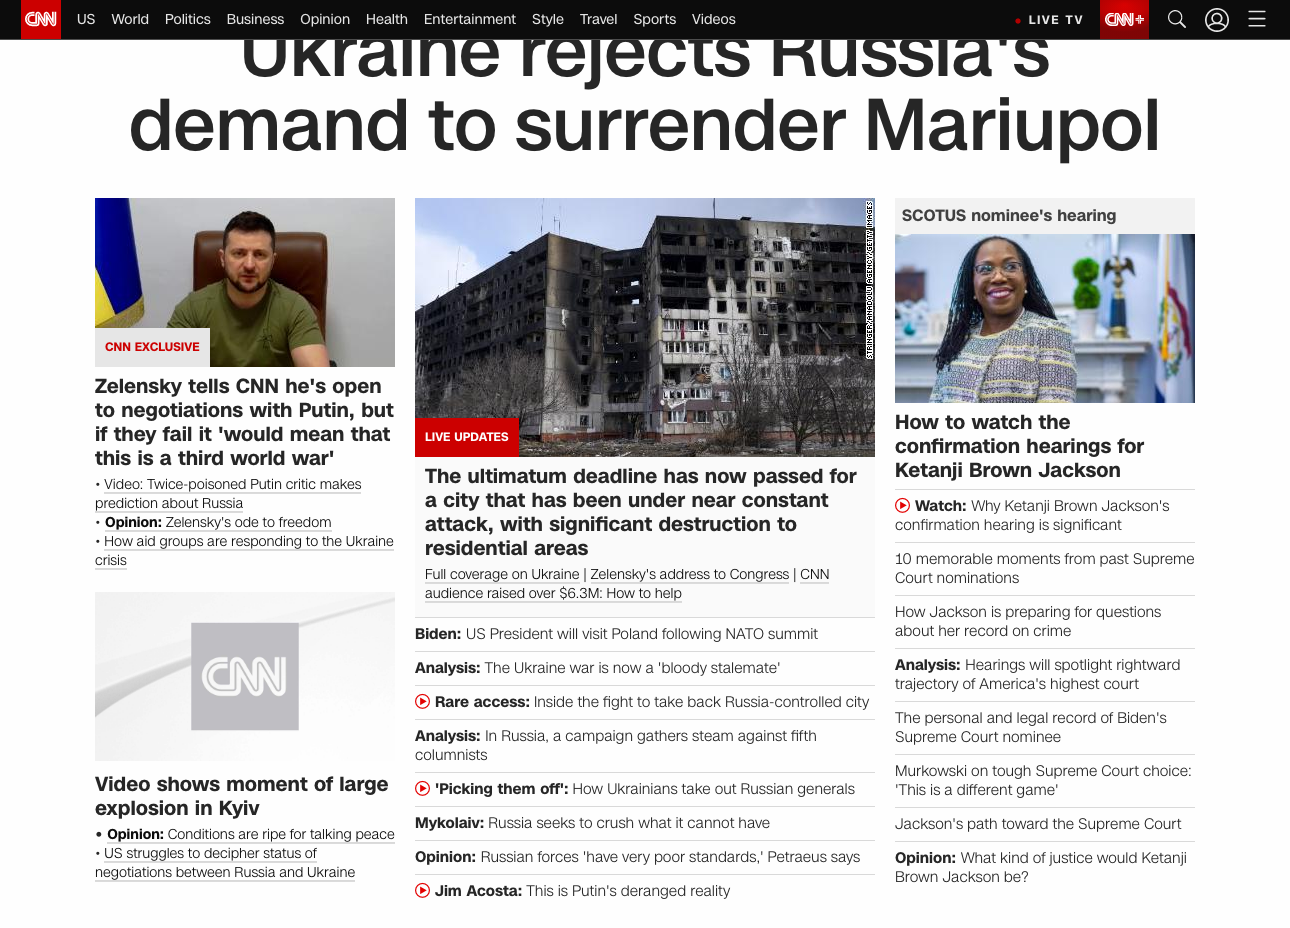 CNN US World Politics Business Opinion Health Entertainment Style Travel Sports Videos LIVE TV CNN+
Ukraine rejects Russia's
demand to surrender Mariupol
CNN EXCLUSIVE
Zelensky tells CNN he's open
to negotiations with Putin, but
if they fail it 'would mean that
this is a third world war'
• Video: Twice-poisoned Putin critic makes
prediction about Russia
• Opinion: Zelensky's ode to freedom
• How aid groups are responding to the Ukraine
crisis
CNN
Video shows moment of large
explosion in Kyiv
• Opinion: Conditions are ripe for talking peace
• US struggles to decipher status of
negotiations between Russia and Ukraine
STRINGER/ANADOLU AGENCY/GETTY IMAGES
LIVE UPDATES
The ultimatum deadline has now passed for
a city that has been under near constant
attack, with significant destruction to
residential areas
Full coverage on Ukraine | Zelensky's address to Congress | CNN
audience raised over $6.3M: How to help
Biden: US President will visit Poland following NATO summit
Analysis: The Ukraine war is now a 'bloody stalemate'
Rare access: Inside the fight to take back Russia-controlled city
Analysis: In Russia, a campaign gathers steam against fifth
columnists
'Picking them off': How Ukrainians take out Russian generals
Mykolaiv: Russia seeks to crush what it cannot have
Opinion: Russian forces 'have very poor standards,' Petraeus says
Jim Acosta: This is Putin's deranged reality
SCOTUS nominee's hearing
How to watch the
confirmation hearings for
Ketanji Brown Jackson
Watch: Why Ketanji Brown Jackson's
confirmation hearing is significant
10 memorable moments from past Supreme
Court nominations
How Jackson is preparing for questions
about her record on crime
Analysis: Hearings will spotlight rightward
trajectory of America's highest court
The personal and legal record of Biden's
Supreme Court nominee
Murkowski on tough Supreme Court choice:
'This is a different game'
Jackson's path toward the Supreme Court
Opinion: What kind of justice would Ketanji
Brown Jackson be?